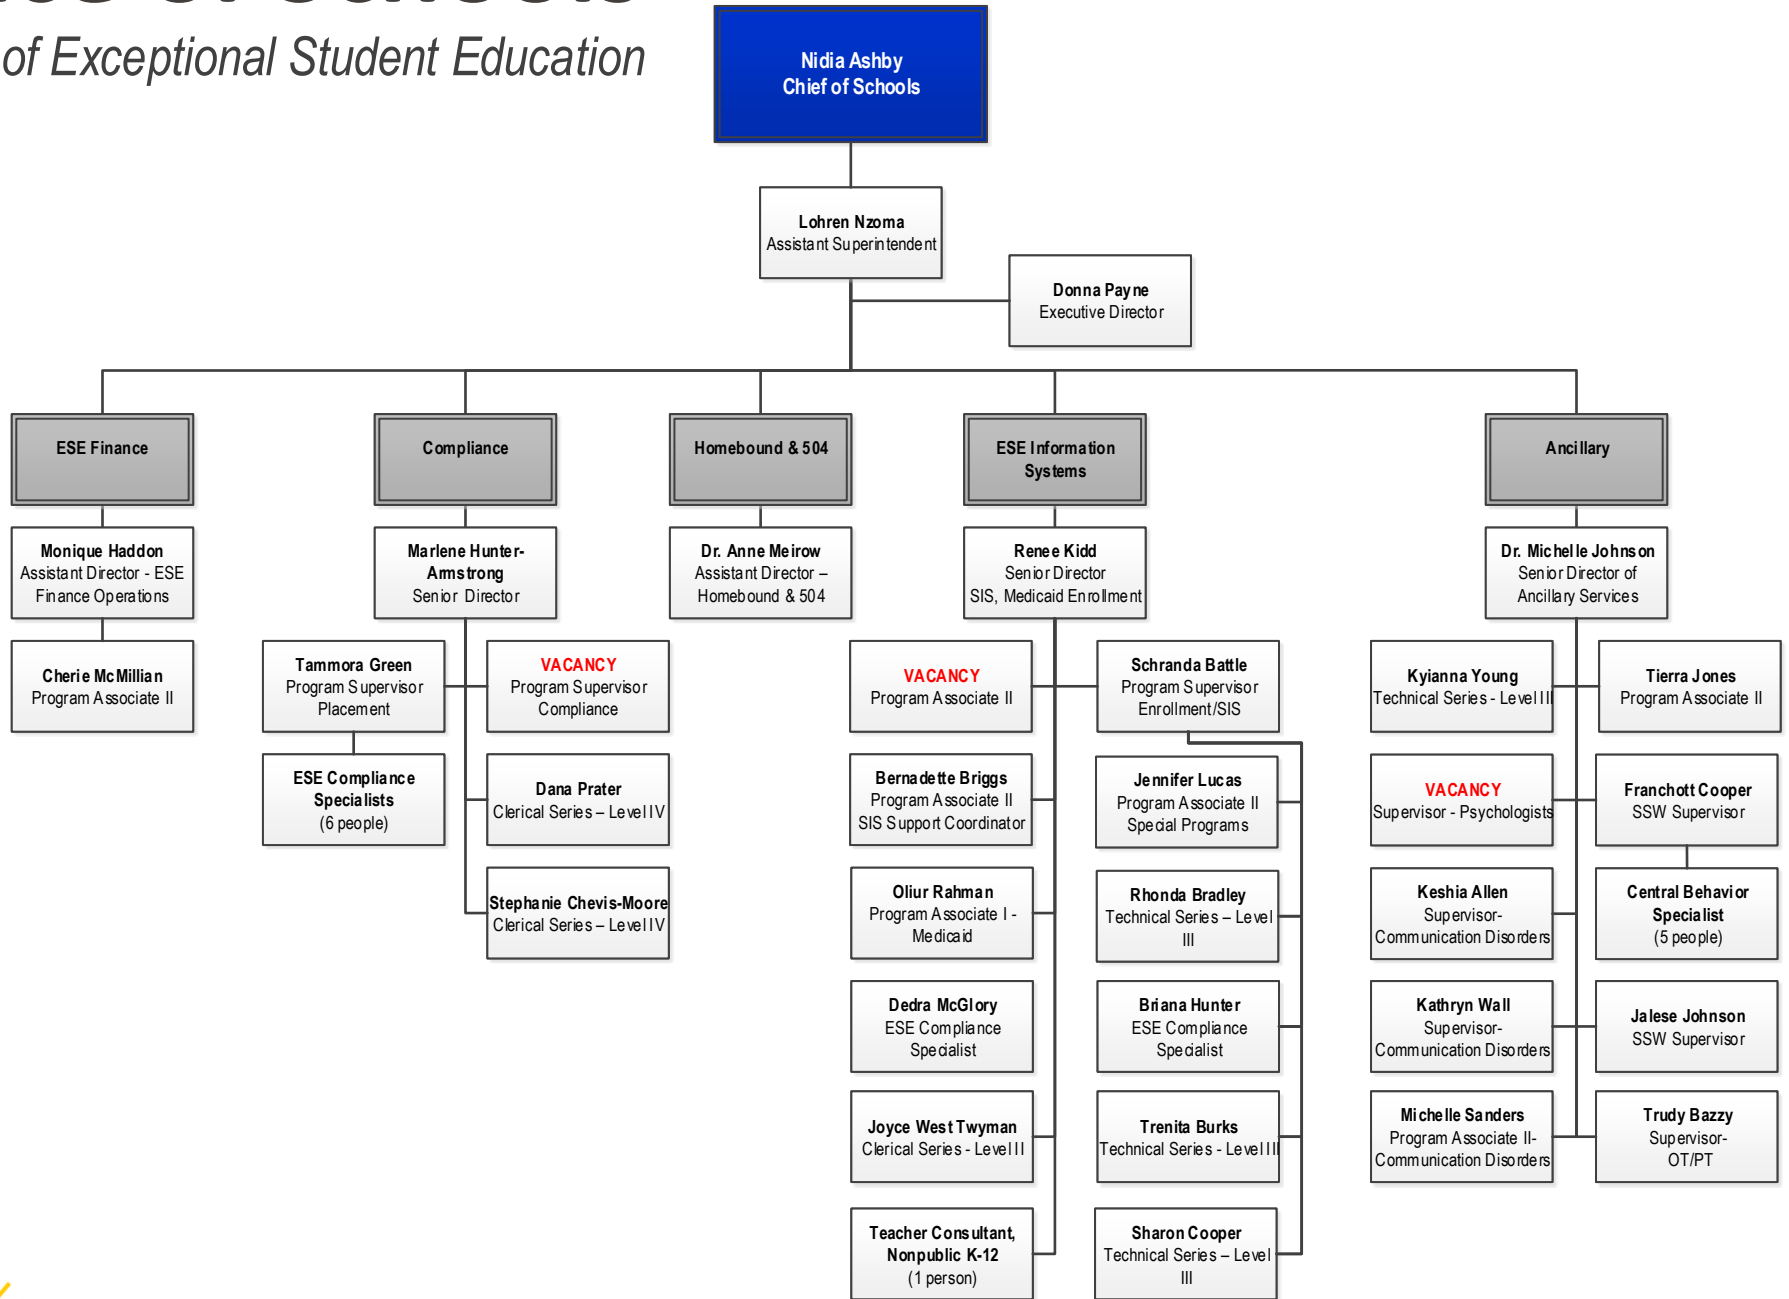 of Exceptional Student Education
Nidia Ashby
Chief of Schools
Lohren Nzoma
Assistant Superintendent
Donna Payne
Executive Director
ESE Finance
Monique Haddon
Assistant Director - ESE
Finance Operations
Cherie McMillian
Program Associate II
Compliance
Marlene Hunter-
Armstrong
Senior Director
Tammora Green
Program Supervisor
Placement
ESE Compliance
Specialists
(6 people)
VACANCY
Program Supervisor
Compliance
Dana Prater
Clerical Series – Level IV
Stephanie Chevis-Moore
Clerical Series – Level IV
Homebound & 504
Dr. Anne Meirow
Assistant Director –
Homebound & 504
ESE Information
Systems
Renee Kidd
Senior Director
SIS, Medicaid Enrollment
VACANCY
Program Associate II
Bernadette Briggs
Program Associate II
SIS Support Coordinator
Oliur Rahman
Program Associate I -
Medicaid
Dedra McGlory
ESE Compliance
Specialist
Joyce West Twyman
Clerical Series - Level II
Teacher Consultant,
Nonpublic K-12
(1 person)
Schranda Battle
Program Supervisor
Enrollment/SIS
Jennifer Lucas
Program Associate II
Special Programs
Rhonda Bradley
Technical Series – Level
III
Briana Hunter
ESE Compliance
Specialist
Trenita Burks
Technical Series - Level III
Sharon Cooper
Technical Series – Level
III
Ancillary
Dr. Michelle Johnson
Senior Director of
Ancillary Services
Kyianna Young
Technical Series - Level III
VACANCY
Supervisor - Psychologists
Keshia Allen
Supervisor-
Communication Disorders
Kathryn Wall
Supervisor-
Communication Disorders
Michelle Sanders
Program Associate II-
Communication Disorders
Tierra Jones
Program Associate II
Franchott Cooper
SSW Supervisor
Central Behavior
Specialist
(5 people)
Jalese Johnson
SSW Supervisor
Trudy Bazzy
Supervisor-
OT/PT